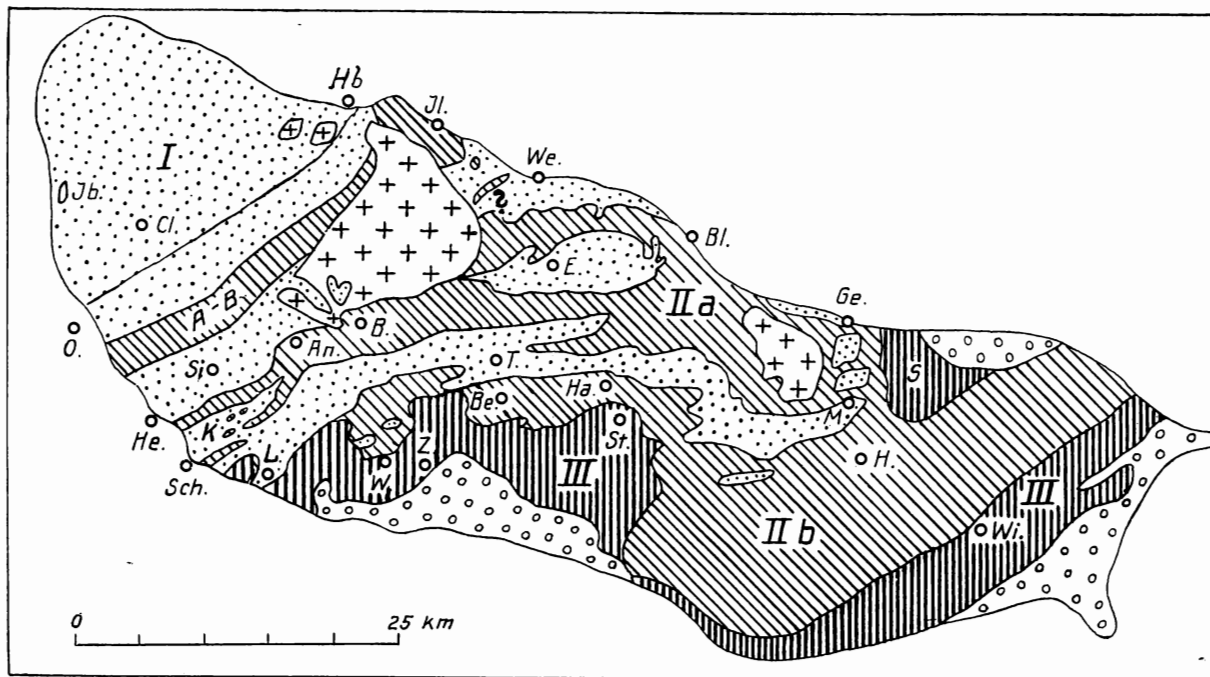 Hb
Jl.
We.
I
Jb.
Cl.
?
Bl.
E.
IIa
Ge.
A-B.
O.
B.
An.
S
Si
T.
Be
Ha.
M.
He.
K
St.
L.
Z.
H.
Sch.
W.
III
III
IIb
Wi.
0
25 km